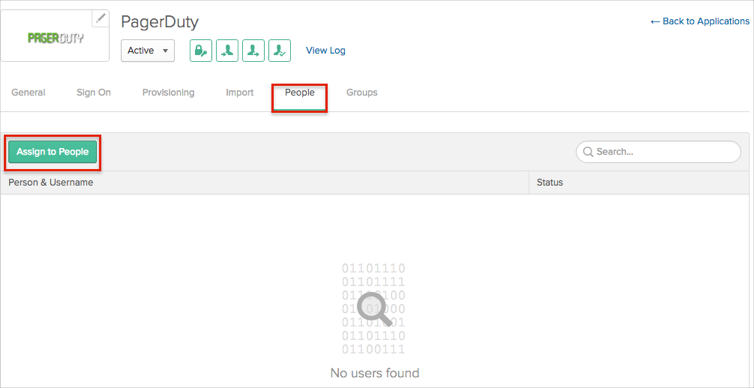 PAGERDUTY
PagerDuty
← Back to Applications
Active
View Log
General Sign On Provisioning Import People Groups
Assign to People
Search...
Person & Username Status
01101110
01101111
01100100
01101000
01101001
01101110
01100111
No users found